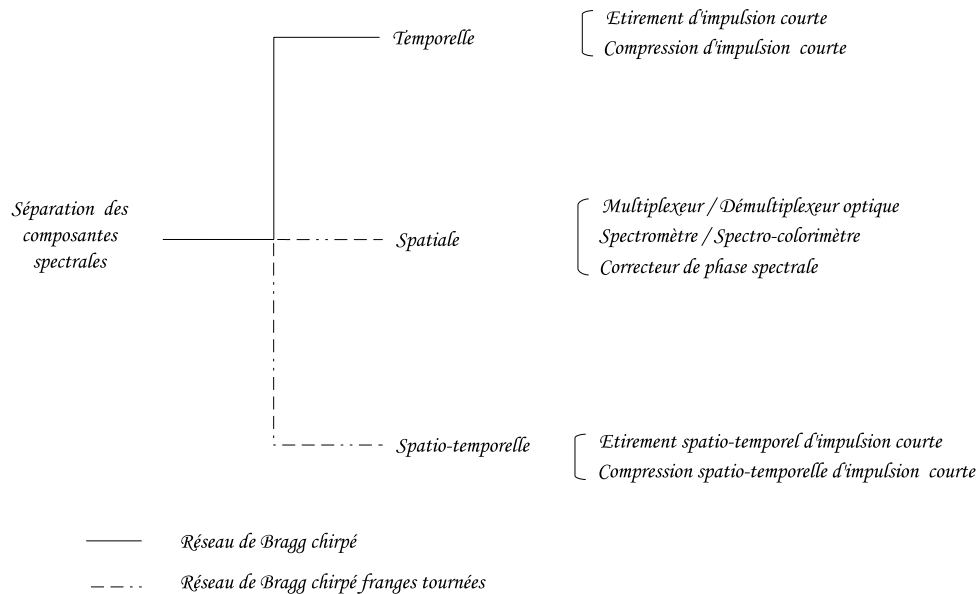 Temporelle
Etirement d'impulsion courte
Compression d'impulsion courte
Séparation des
composantes
spectrales
Spatiale
Multiplexeur / Démultiplexeur optique
Spectromètre / Spectro-colorimètre
Correcteur de phase spectrale
Spatio-temporelle
Etirement spatio-temporel d'impulsion courte
Compression spatio-temporelle d'impulsion courte
Réseau de Bragg chirpé
Réseau de Bragg chirpé franges tournées